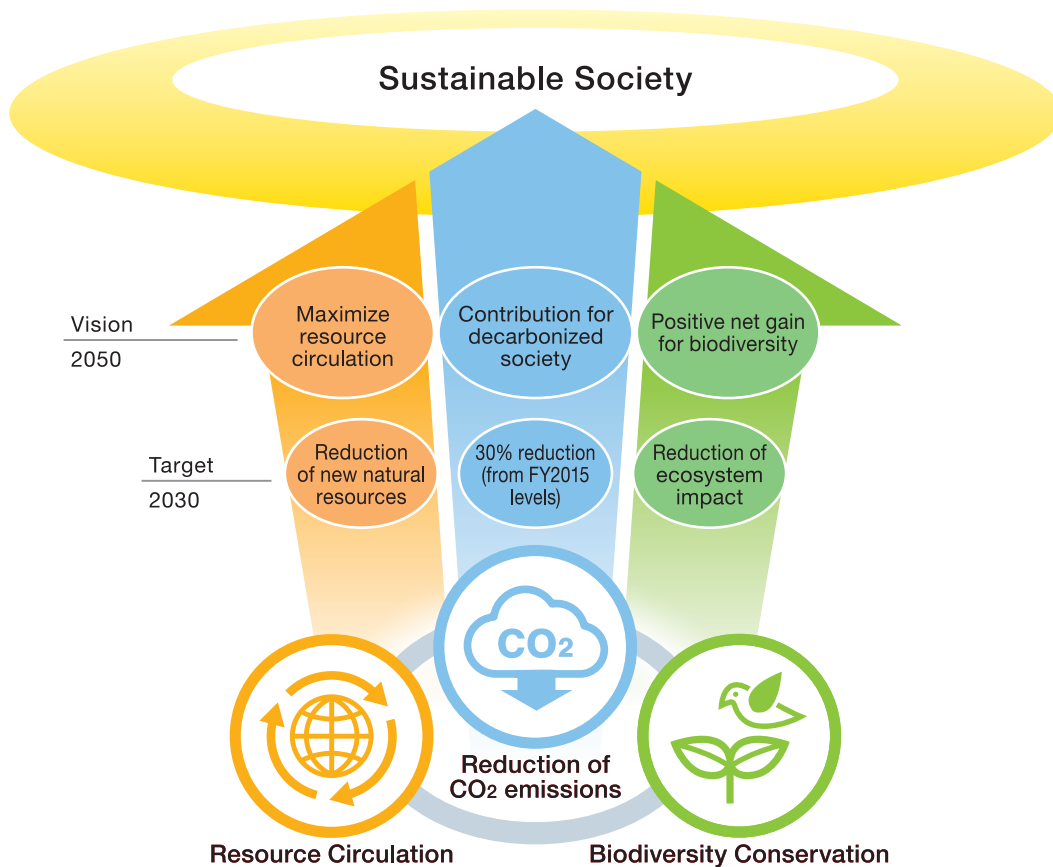 Sustainable Society
Vision
2050
Maximize
resource
circulation
Contribution for
decarbonized
society
Positive net gain
for biodiversity
Target
2030
Reduction
of new natural
resources
30% reduction
(from FY2015
levels)
Reduction of
ecosystem
impact
CO2
Reduction of
CO2 emissions
Resource Circulation
Biodiversity Conservation